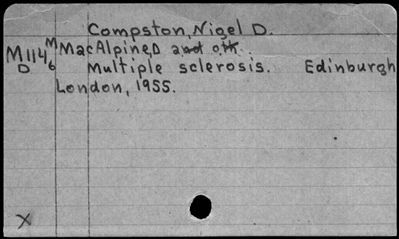 Compston, Nigel D.
M114 M MacAlpine, D and oth.
D 6 Multiple sclerosis. Edinburgh
London, 1955.
X